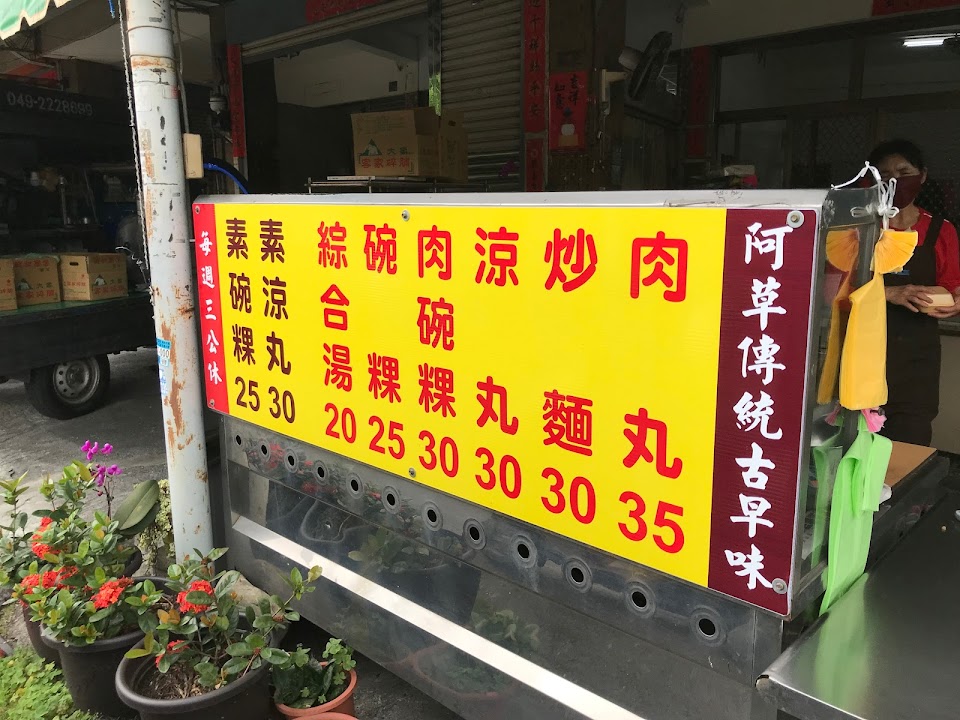 阿草傳統古早味
肉丸 35
炒麵 30
涼丸 30
肉碗粿 30
碗粿 25
綜合湯 20
素涼丸 30
素碗粿 25
每週三公休
049-2228699